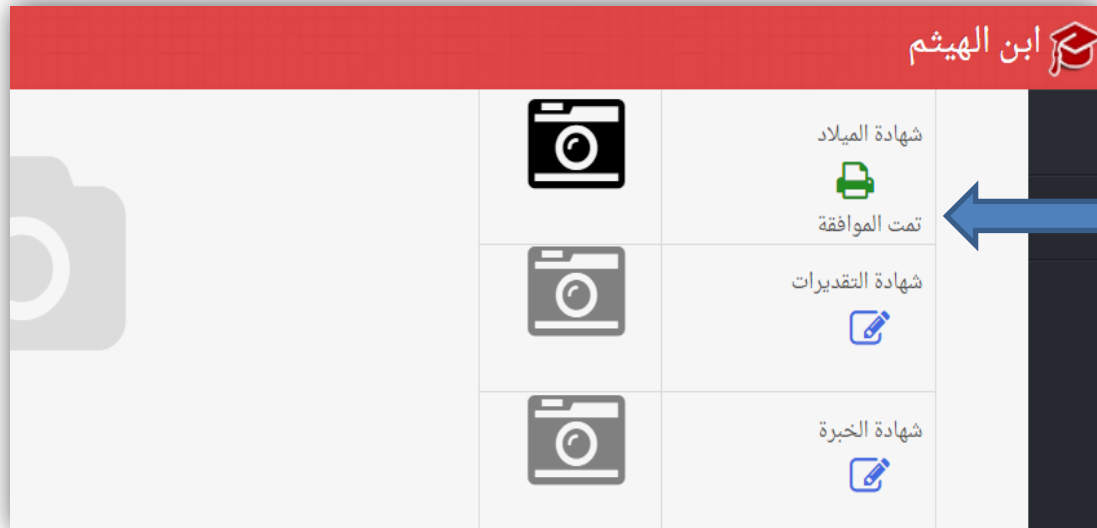 ابن الهيثم
شهادة الميلاد
تمت الموافقة
شهادة التقديرات
شهادة الخبرة